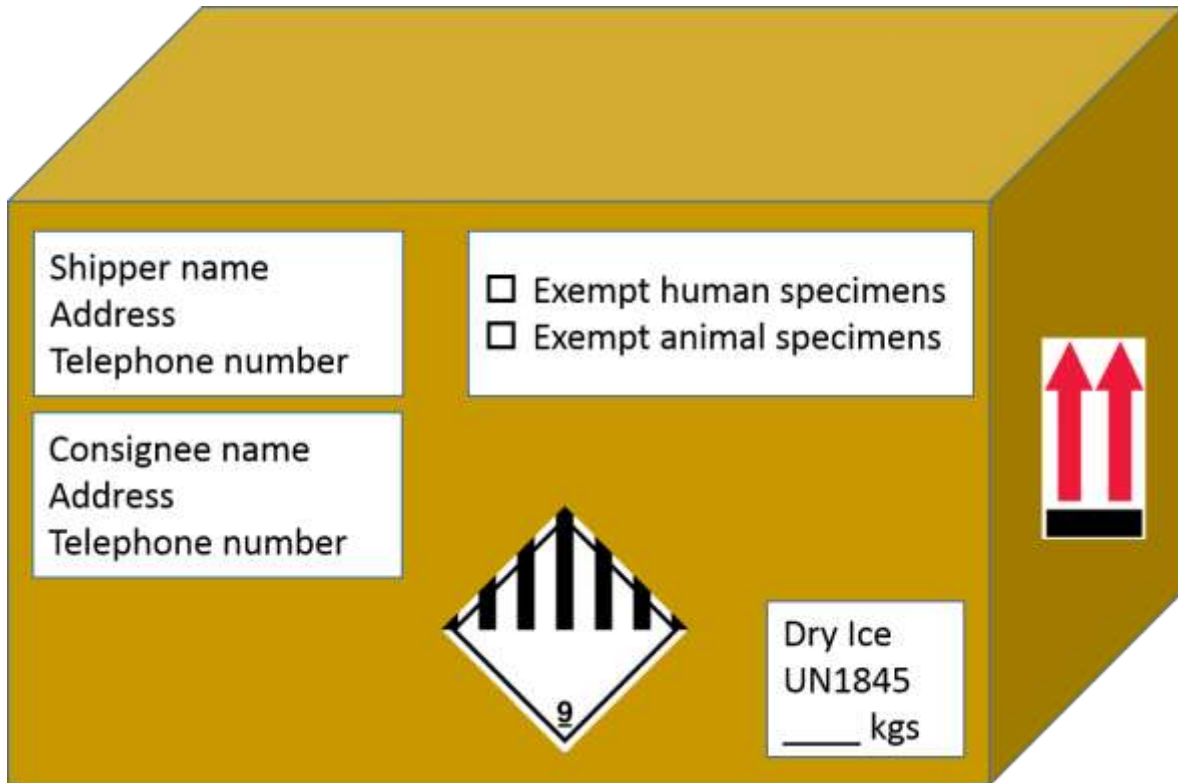 Shipper name
Address
Telephone number
☐ Exempt human specimens
☐ Exempt animal specimens
Consignee name
Address
Telephone number
9
Dry Ice
UN1845
____ kgs